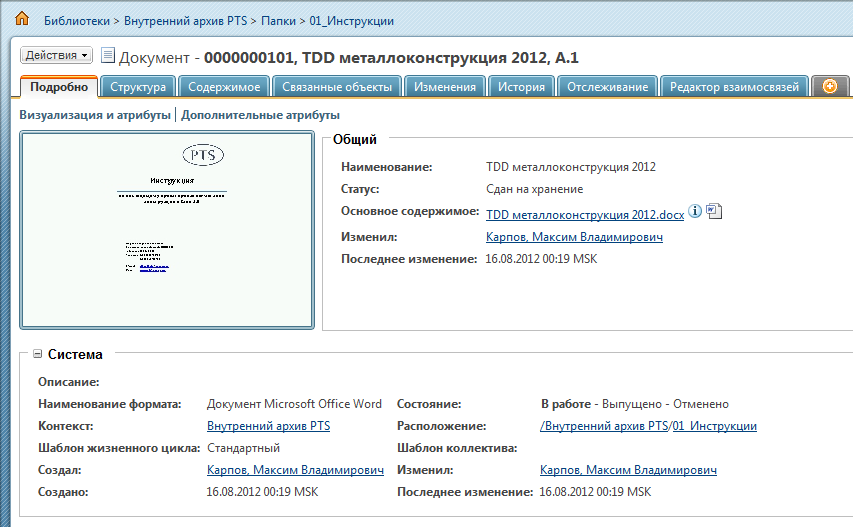 Библиотеки > Внутренний архив PTS > Папки > 01_Инструкции
Действия
Документ - 0000000101, TDD металлоконструкция 2012, A.1
Подробно Структура Содержимое Связанные объекты Изменения История Отслеживание Редактор взаимосвязей
Визуализация и атрибуты | Дополнительные атрибуты
PTS
Инструкция
Общий
Наименование: TDD металлоконструкция 2012
Статус: Сдан на хранение
Основное содержимое: TDD металлоконструкция 2012.docx
Изменил: Карпов, Максим Владимирович
Последнее изменение: 16.08.2012 00:19 MSK
Система
Описание:
Наименование формата: Документ Microsoft Office Word Состояние: В работе - Выпущено - Отменено
Контекст: Внутренний архив PTS Расположение: /Внутренний архив PTS/01_Инструкции
Шаблон жизненного цикла: Стандартный Шаблон коллектива:
Создал: Карпов, Максим Владимирович Изменил: Карпов, Максим Владимирович
Создано: 16.08.2012 00:19 MSK Последнее изменение: 16.08.2012 00:19 MSK